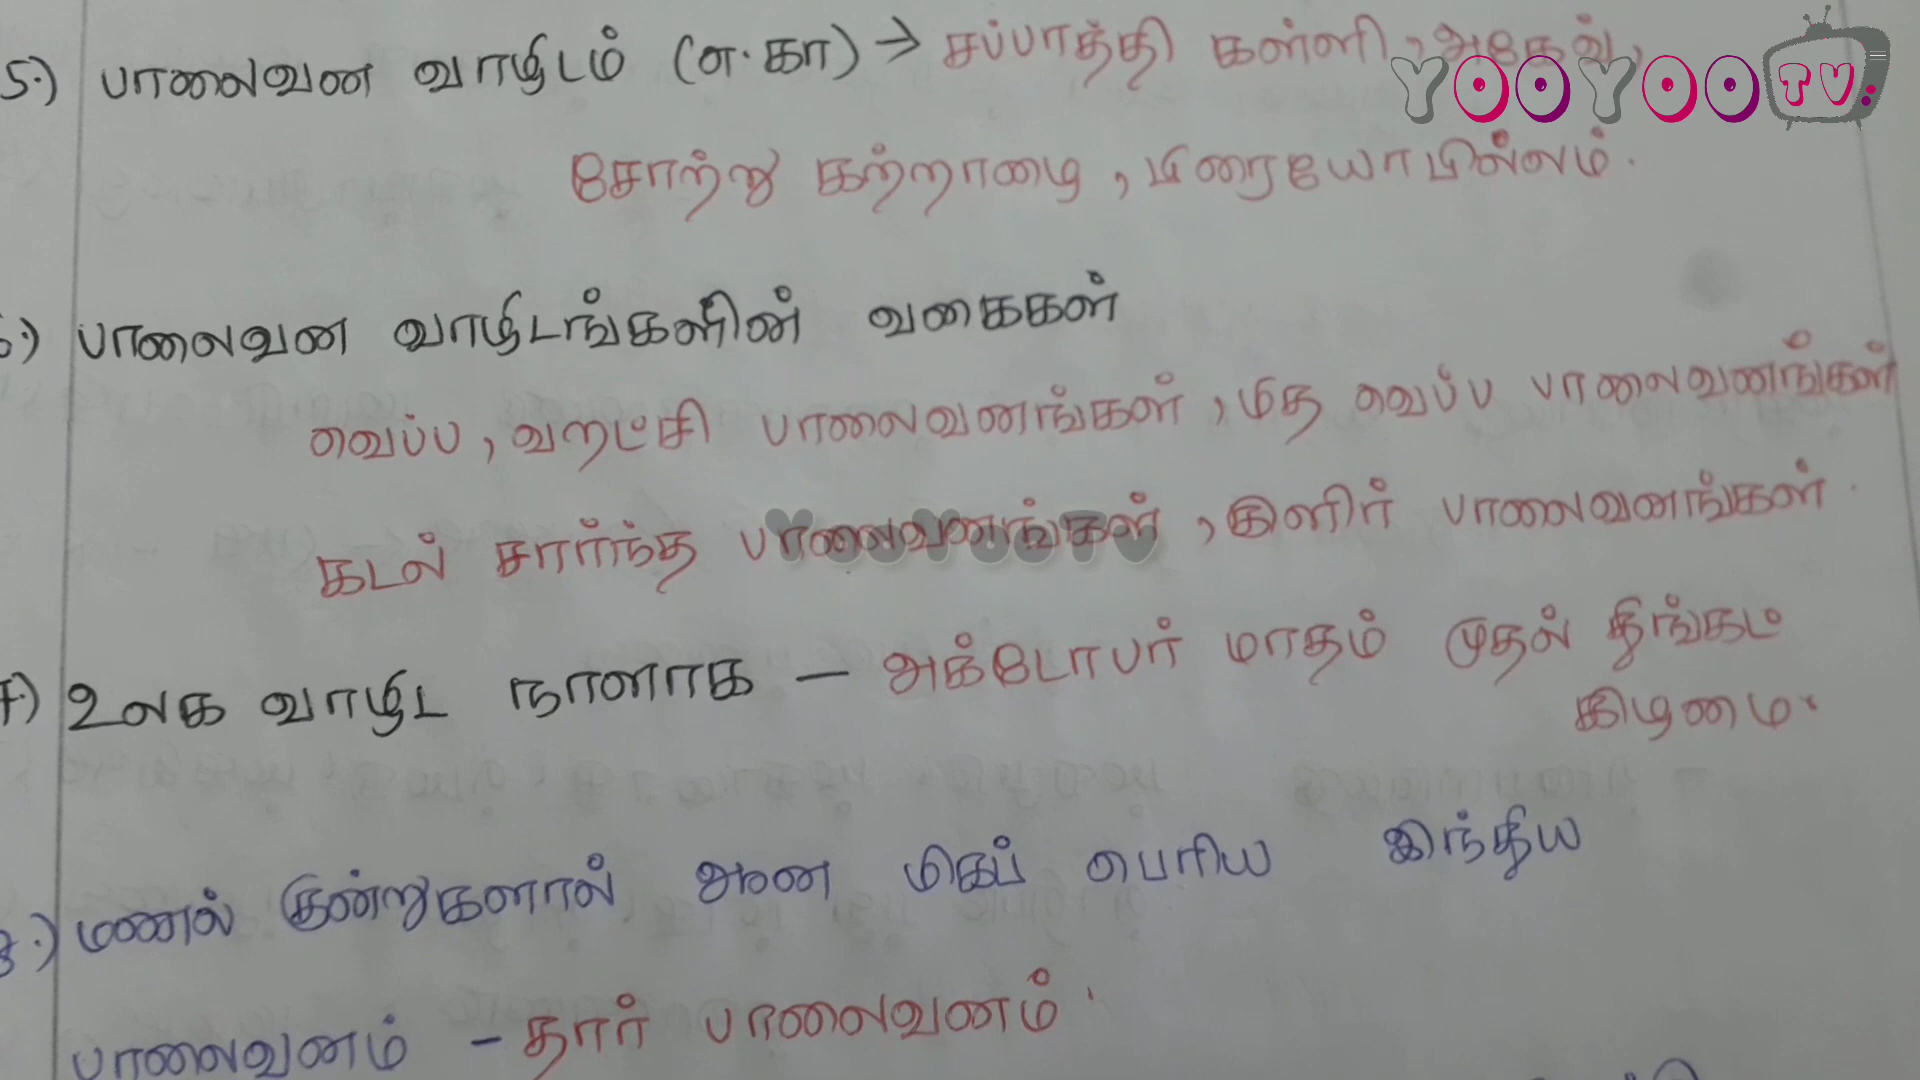 5.) பாலைவன வாழிடம் (எ.கா) → சப்பாத்தி கள்ளி, அகேவ்,
YOOYOO TV
சோற்று கற்றாழை, பிரையோபில்லம்.
6.) பாலைவன வாழிடங்களின் வகைகள்
வெப்ப, வறட்சி பாலைவனங்கள், மித வெப்ப பாலைவனங்கள்
கடல் சார்ந்த பாலைவனங்கள், குளிர் பாலைவனங்கள்.
YOOYOOTV
7) உலக வாழிட நாளாக - அக்டோபர் மாதம் முதல் திங்கட்
கிழமை.
8.) மணல் குன்றுகளால் ஆன மிகப் பெரிய இந்திய
பாலைவனம் - தார் பாலைவனம்.